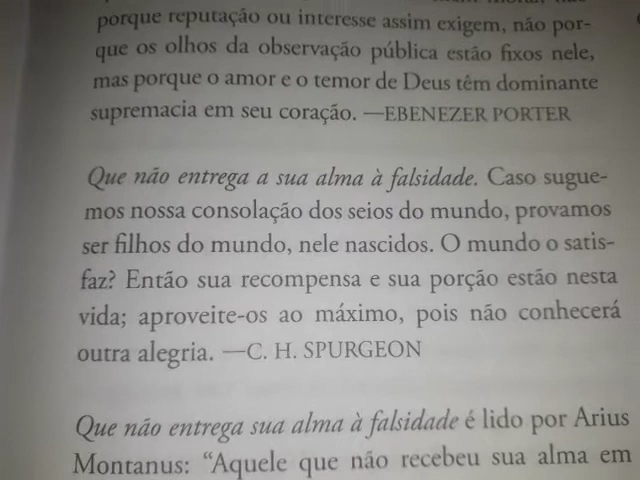 porque reputação ou interesse assim exigem, não por-
que os olhos da observação pública estão fixos nele,
mas porque o amor e o temor de Deus têm dominante
supremacia em seu coração. —EBENEZER PORTER
Que não entrega a sua alma à falsidade. Caso sugue-
mos nossa consolação dos seios do mundo, provamos
ser filhos do mundo, nele nascidos. O mundo o satis-
faz? Então sua recompensa e sua porção estão nesta
vida; aproveite-os ao máximo, pois não conhecerá
outra alegria. —C. H. SPURGEON
Que não entrega sua alma à falsidade é lido por Arius
Montanus: “Aquele que não recebeu sua alma em